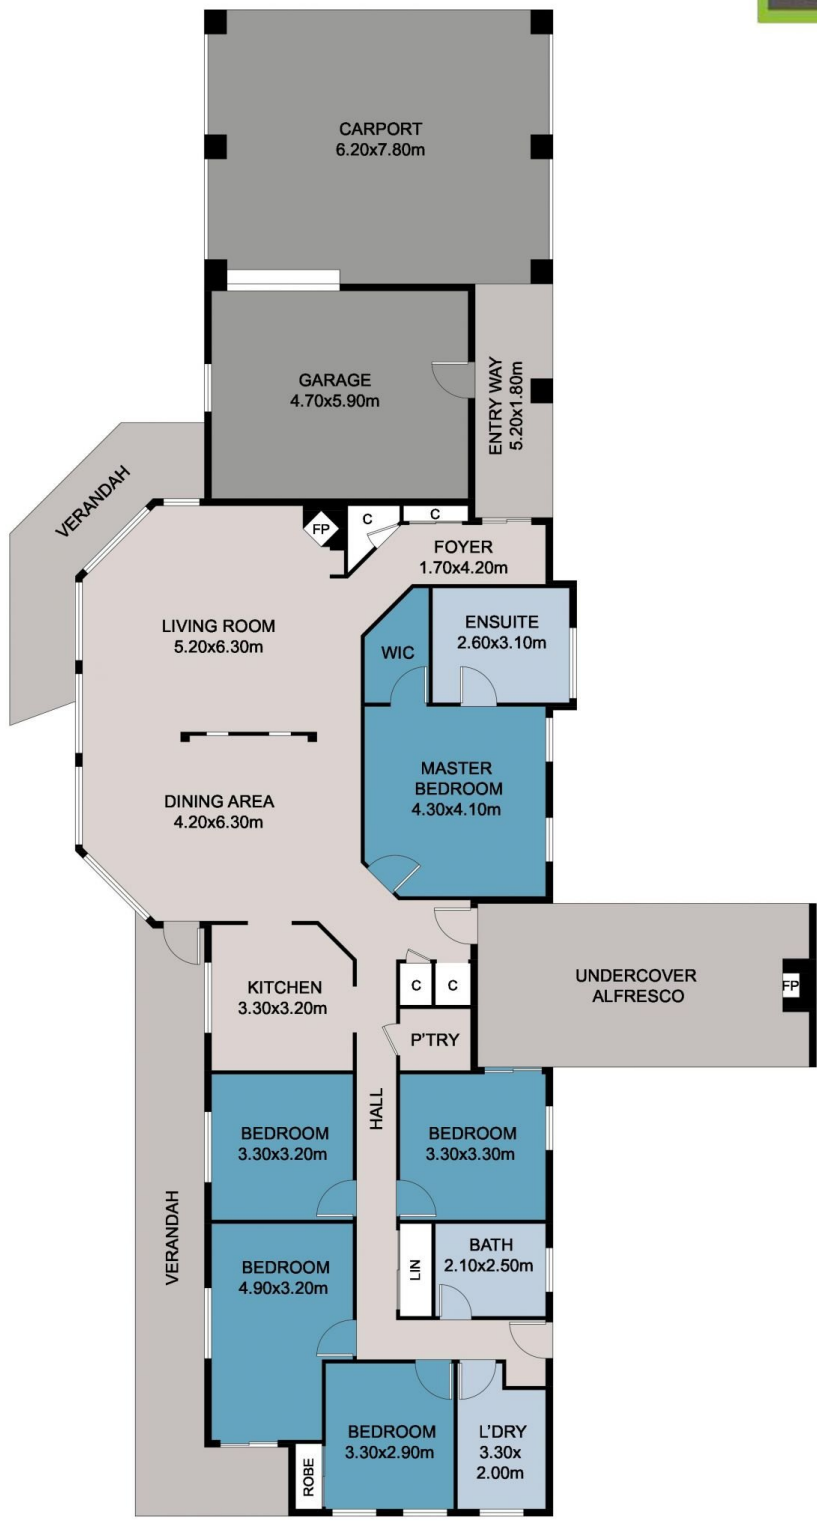 CARPORT
6.20x7.80m
GARAGE
4.70x5.90m
ENTRY WAY
5.20x1.80m
VERANDAH
FP
C
C
FOYER
1.70x4.20m
LIVING ROOM
5.20x6.30m
WIC
ENSUITE
2.60x3.10m
MASTER
BEDROOM
4.30x4.10m
DINING AREA
4.20x6.30m
KITCHEN
3.30x3.20m
C
C
P'TRY
UNDERCOVER
ALFRESCO
FP
HALL
BEDROOM
3.30x3.20m
BEDROOM
3.30x3.30m
VERANDAH
BEDROOM
4.90x3.20m
LIN
BATH
2.10x2.50m
BEDROOM
3.30x2.90m
ROBE
L'DRY
3.30x
2.00m